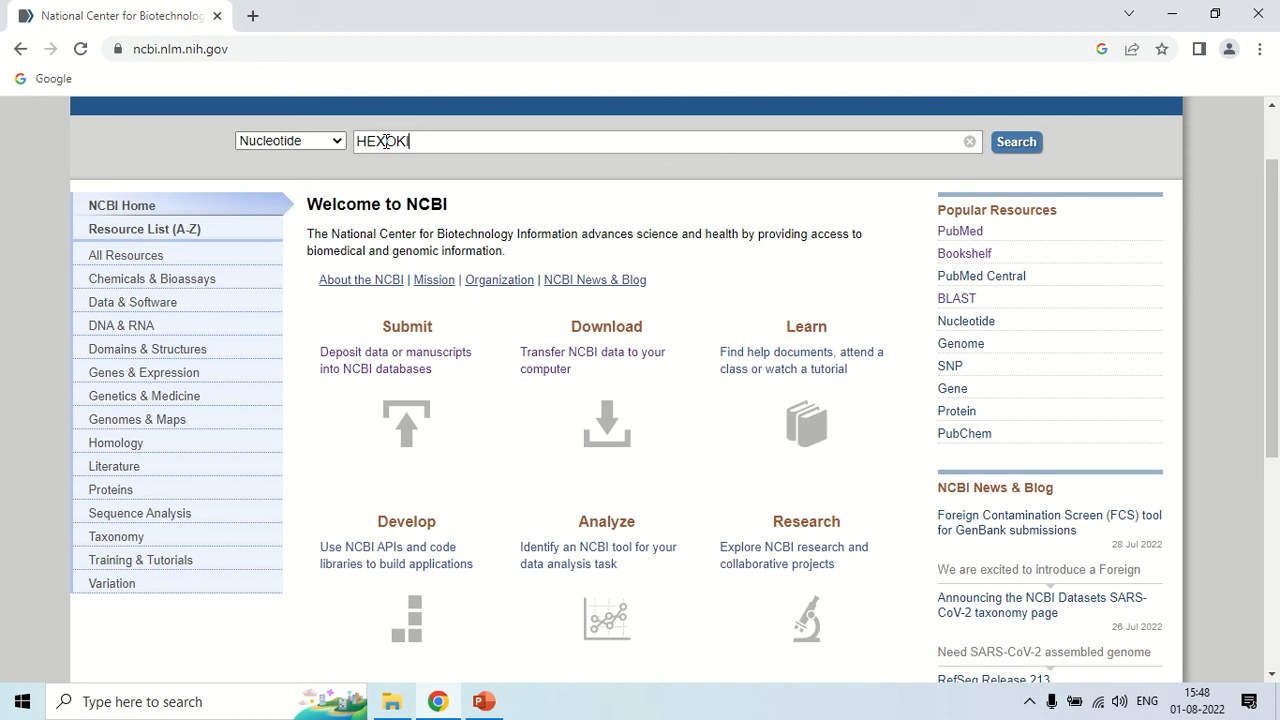 National Center for Biotechnology
ncbi.nlm.nih.gov
Google
Nucleotide
HEXOKI
Search
NCBI Home
Resource List (A-Z)
All Resources
Chemicals & Bioassays
Data & Software
DNA & RNA
Domains & Structures
Genes & Expression
Genetics & Medicine
Genomes & Maps
Homology
Literature
Proteins
Sequence Analysis
Taxonomy
Training & Tutorials
Variation
Welcome to NCBI
The National Center for Biotechnology Information advances science and health by providing access to
biomedical and genomic information.
About the NCBI | Mission | Organization | NCBI News & Blog
Submit
Deposit data or manuscripts
into NCBI databases
Download
Transfer NCBI data to your
computer
Learn
Find help documents, attend a
class or watch a tutorial
Develop
Use NCBI APIs and code
libraries to build applications
Analyze
Identify an NCBI tool for your
data analysis task
Research
Explore NCBI research and
collaborative projects
Popular Resources
PubMed
Bookshelf
PubMed Central
BLAST
Nucleotide
Genome
SNP
Gene
Protein
PubChem
NCBI News & Blog
Foreign Contamination Screen (FCS) tool
for GenBank submissions
28 Jul 2022
We are excited to introduce a Foreign
Announcing the NCBI Datasets SARS-
CoV-2 taxonomy page
26 Jul 2022
Need SARS-CoV-2 assembled genome
RefSeq Release 213
Type here to search
ENG
15:48
01-08-2022